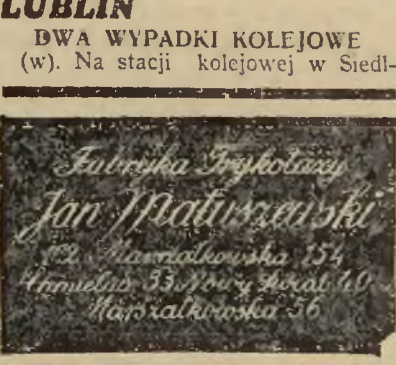 LUBLIN
DWA WYPADKI KOLEJOWE
(w). Na stacji kolejowej w Siedl-
Fabryka Trykotaży
Jan Matuszewski
Marszałkowska 154
Chmielna 33 Nowy Świat 40
Marszałkowska 56